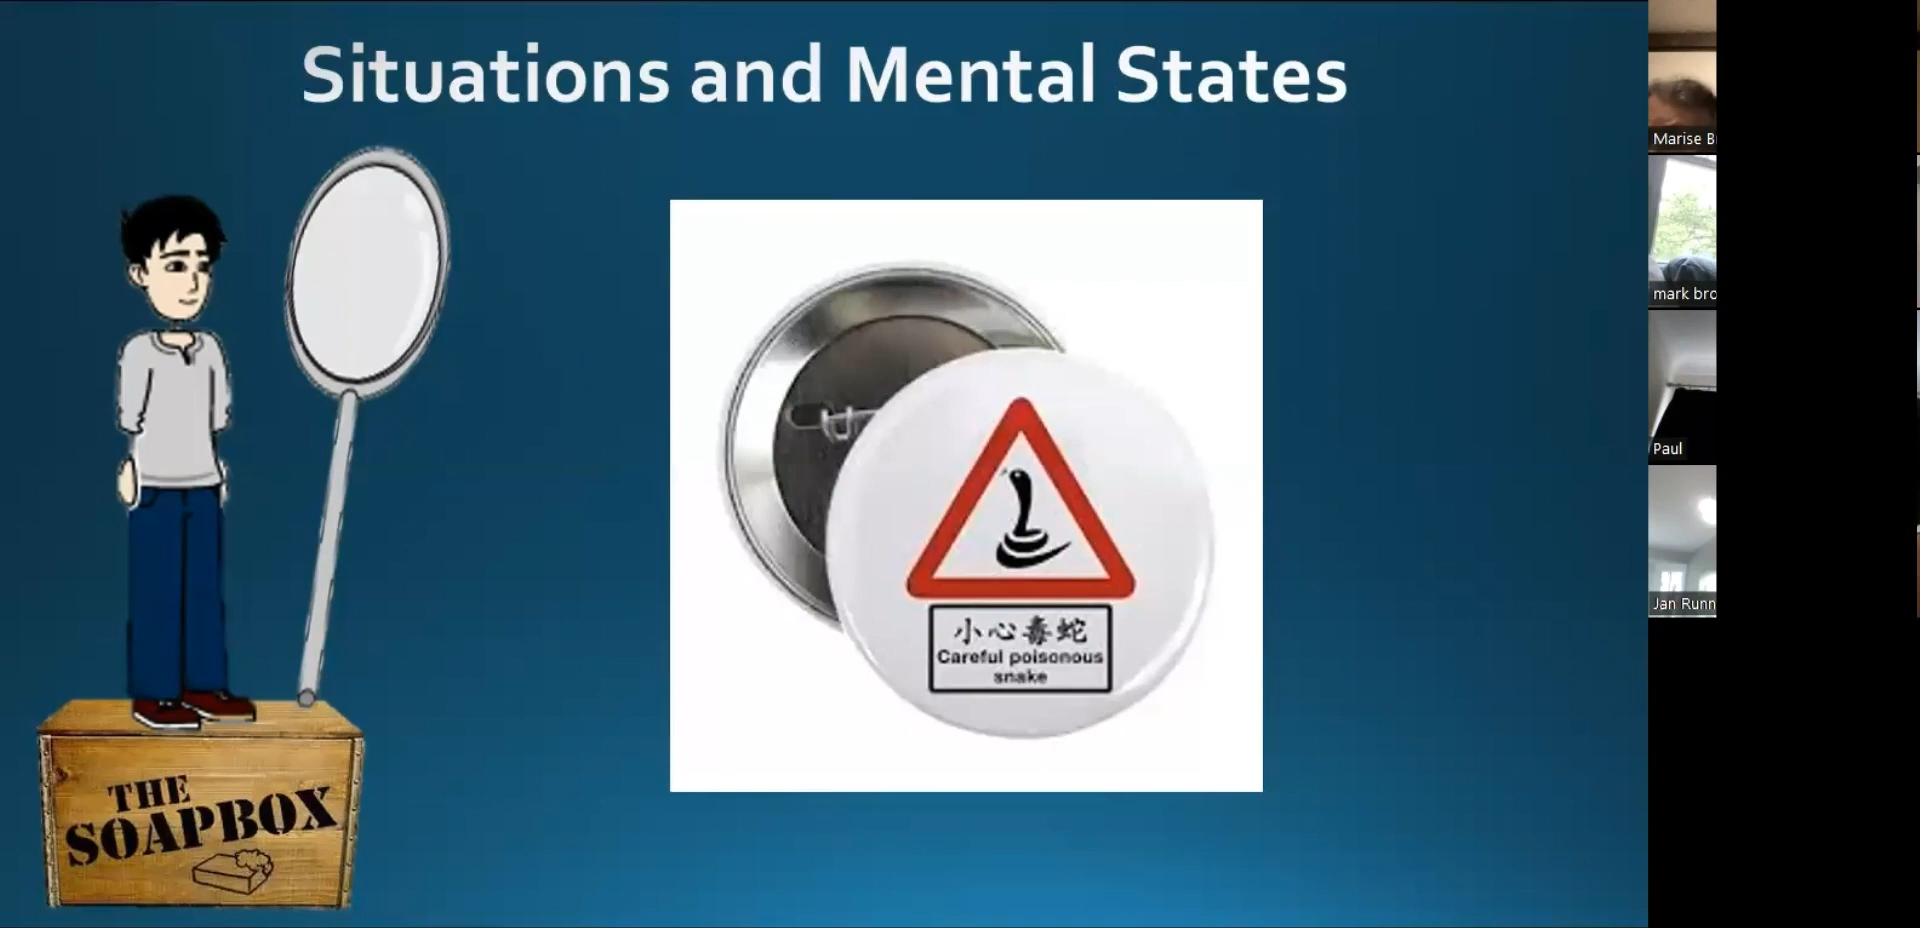 Situations and Mental States
小心毒蛇
Careful poisonous
snake
THE
SOAPBOX
Marise B
mark bro
Paul
Jan Runn